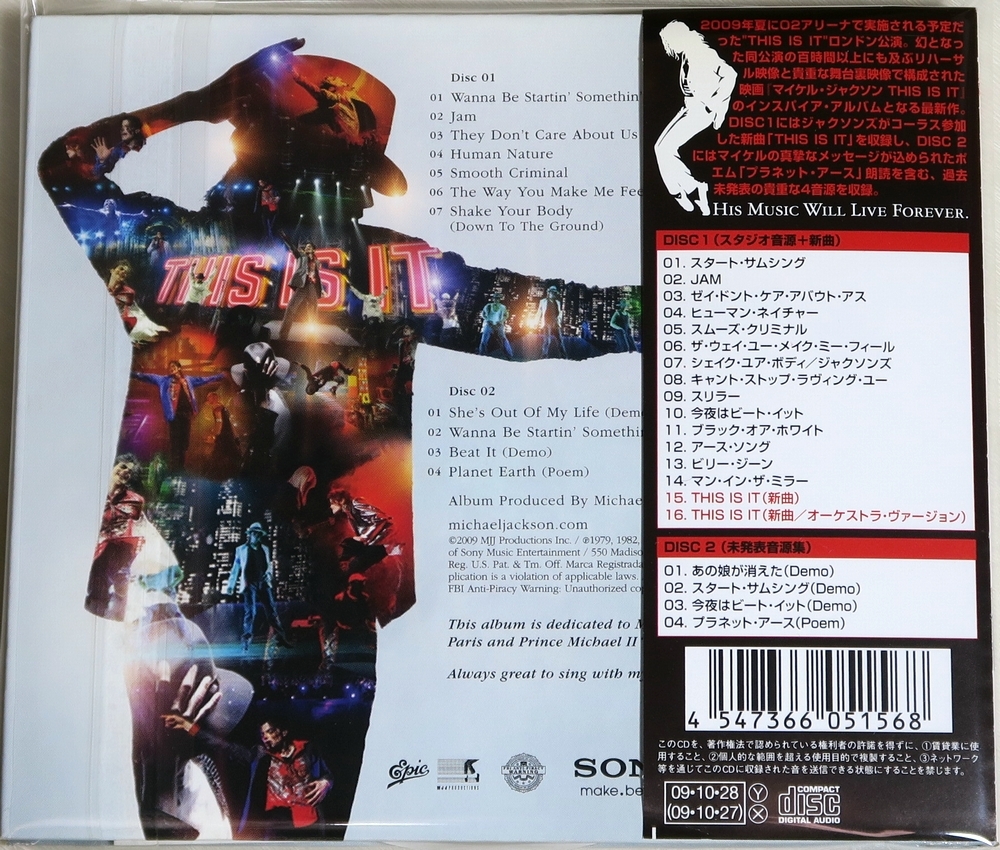 THIS IS IT
Disc 01
01 Wanna Be Startin' Somethin'
02 Jam
03 They Don't Care About Us
04 Human Nature
05 Smooth Criminal
06 The Way You Make Me Fee
07 Shake Your Body
(Down To The Ground)
Disc 02
01 She's Out Of My Life (Dem
02 Wanna Be Startin' Somethi
03 Beat It (Demo)
04 Planet Earth (Poem)
Album Produced By Michae
michaeljackson.com
©2009 MJJ Productions Inc. / ℗1979, 1982,
of Sony Music Entertainment / 550 Madiso
Reg. U.S. Pat. & Tm. Off. Marca Registrada
plication is a violation of applicable laws.
FBI Anti-Piracy Warning: Unauthorized co
This album is dedicated to M
Paris and Prince Michael II
Always great to sing with m
Epic
SON
make.be
2009年夏にO2アリーナで実施される予定だ
った"THIS IS IT"ロンドン公演。幻となっ
た同公演の百時間以上にも及ぶリハーサ
ル映像と貴重な舞台裏映像で構成された
映画『マイケル・ジャクソン THIS IS IT』
のインスパイア・アルバムとなる最新作。
DISC1にはジャクソンズがコーラス参加
した新曲「THIS IS IT」を収録し、DISC 2
にはマイケルの真摯なメッセージが込められたポ
エム「プラネット・アース」朗読を含む、過去
未発表の貴重な4音源を収録。
HIS MUSIC WILL LIVE FOREVER.
DISC 1 (スタジオ音源+新曲)
01. スタート・サムシング
02. JAM
03. ゼイ・ドント・ケア・アバウト・アス
04. ヒューマン・ネイチャー
05. スムーズ・クリミナル
06. ザ・ウェイ・ユー・メイク・ミー・フィール
07. シェイク・ユア・ボディ/ジャクソンズ
08. キャント・ストップ・ラヴィング・ユー
09. スリラー
10. 今夜はビート・イット
11. ブラック・オア・ホワイト
12. アース・ソング
13. ビリー・ジーン
14. マン・イン・ザ・ミラー
15. THIS IS IT(新曲)
16. THIS IS IT(新曲/オーケストラ・ヴァージョン)
DISC 2 (未発表音源集)
01. あの娘が消えた(Demo)
02. スタート・サムシング(Demo)
03. 今夜はビート・イット(Demo)
04. プラネット・アース(Poem)
4 547366 051568
このCDを、著作権法で認められている権利者の許諾を得ずに、①賃貸業に使
用すること、②個人的な範囲を超える使用目的で複製すること、③ネットワーク
等を通じてこのCDに収録された音を送信できる状態にすることを禁じます。
09・10・28 Ⓨ
(09・10・27) Ⓧ
COMPACT
disc
DIGITAL AUDIO